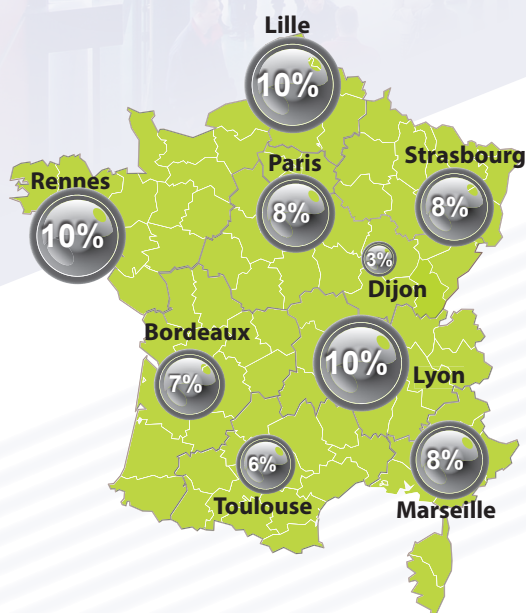 Lille
10%
Paris
8%
Strasbourg
8%
Rennes
10%
3%
Dijon
Bordeaux
7%
10%
Lyon
6%
Toulouse
8%
Marseille